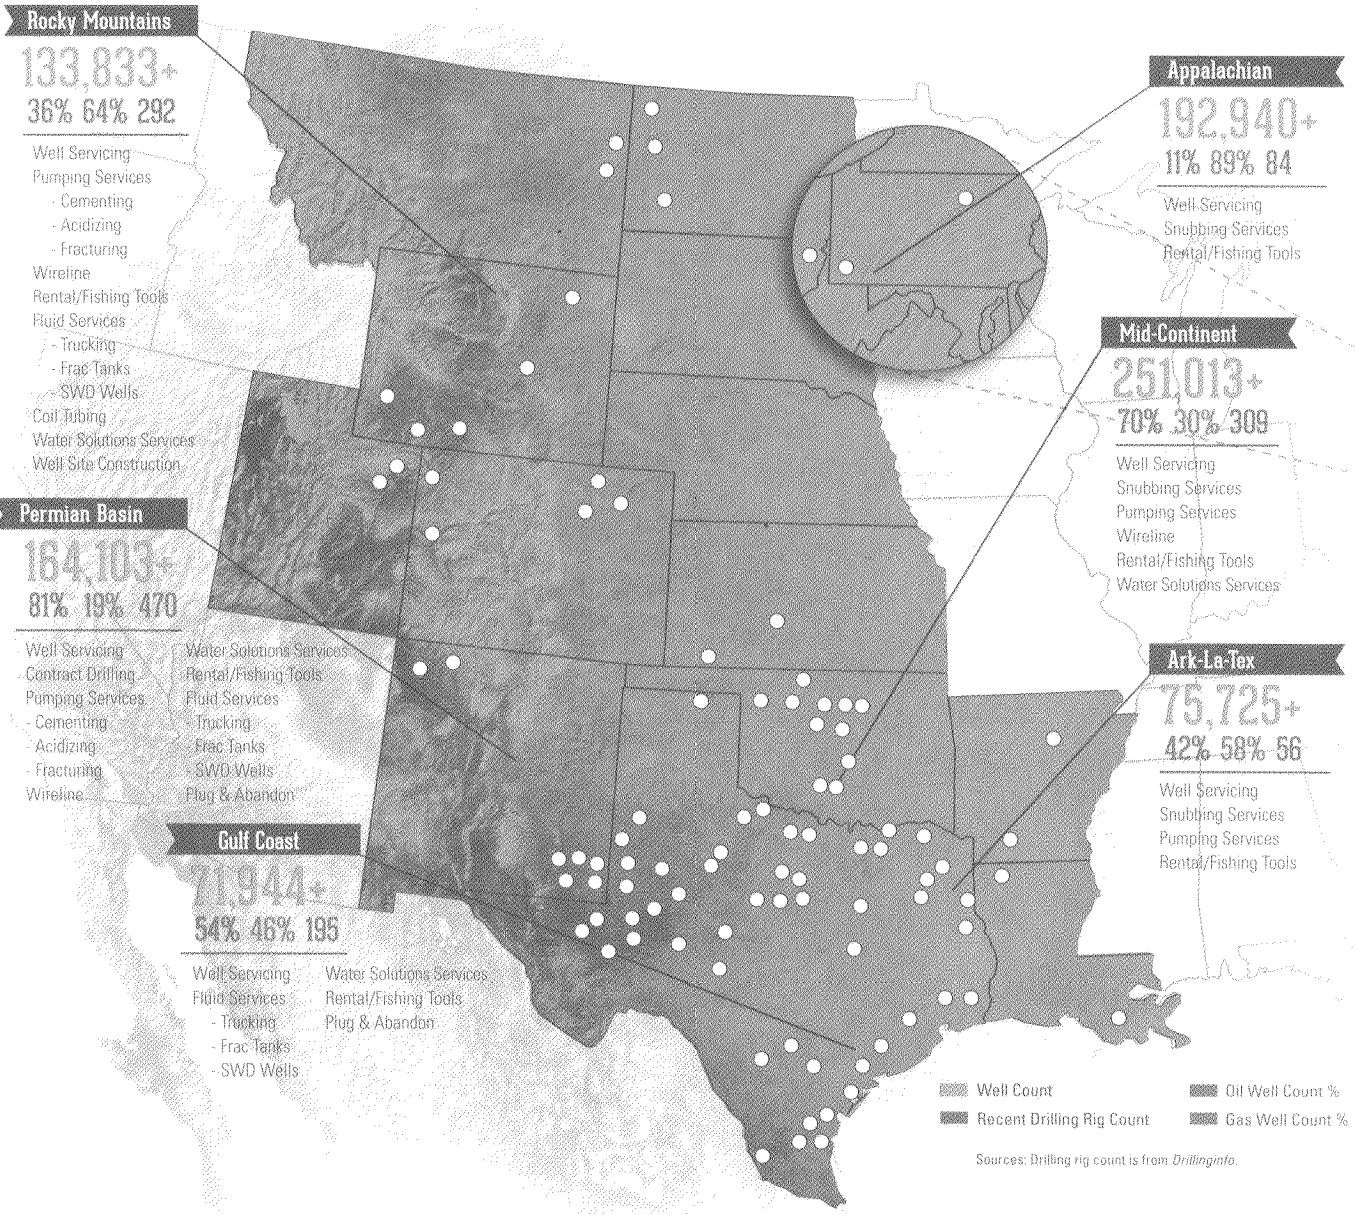 Rocky Mountains
133,833+
36% 64% 292
Well Servicing
Pumping Services
- Cementing
- Acidizing
- Fracturing
Wireline
Rental/Fishing Tools
Fluid Services
- Trucking
- Frac Tanks
- SWD Wells
Coil Tubing
Water Solutions Services
Well Site Construction
Permian Basin
164,103+
81% 19% 470
Well Servicing
Contract Drilling
Pumping Services
- Cementing
- Acidizing
- Fracturing
Wireline
Water Solutions Services
Rental/Fishing Tools
Fluid Services
- Trucking
- Frac Tanks
- SWD Wells
Plug & Abandon
Gulf Coast
71,944+
54% 46% 195
Well Servicing
Fluid Services
- Trucking
- Frac Tanks
- SWD Wells
Water Solutions Services
Rental/Fishing Tools
Plug & Abandon
Appalachian
192,940+
11% 89% 84
Well Servicing
Snubbing Services
Rental/Fishing Tools
Mid-Continent
251,013+
70% 30% 309
Well Servicing
Snubbing Services
Pumping Services
Wireline
Rental/Fishing Tools
Water Solutions Services
Ark-La-Tex
75,725+
42% 58% 56
Well Servicing
Snubbing Services
Pumping Services
Rental/Fishing Tools
Well Count
Recent Drilling Rig Count
Oil Well Count %
Gas Well Count %
Sources: Drilling rig count is from Drillinginfo.